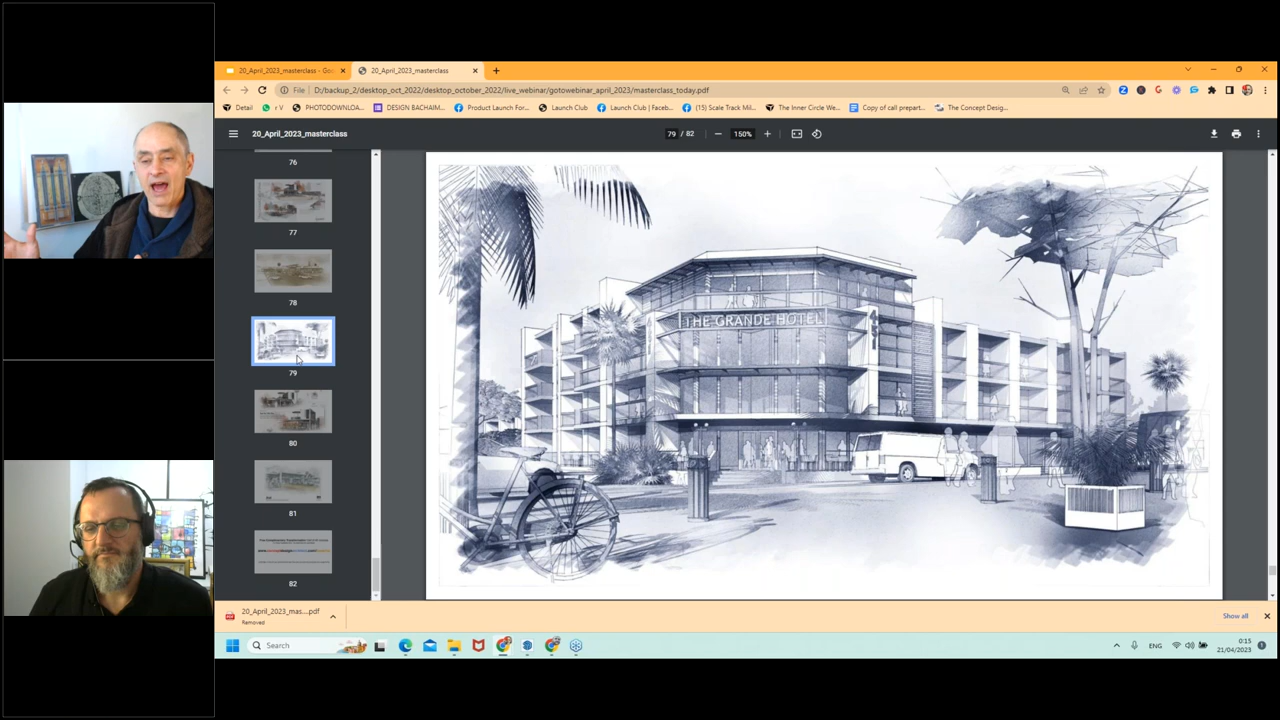 20_April_2023_masterclass - Goo
20_April_2023_masterclass
File
D:/backup_2/desktop_oct_2022/desktop_october_2022/live_webinar/gotowebinar_april_2023/masterclass_today.pdf
Detail
r V
PHOTODOWNLOA...
DESIGN BACHAIM...
Product Launch For...
Launch Club
Launch Club | Faceb...
(15) Scale Track Mil...
The Inner Circle We...
Copy of call prepart...
The Concept Desig...
20_April_2023_masterclass
79 / 82
150%
76
77
78
79
80
81
82
THE GRANDE HOTEL
20_April_2023_mas....pdf
Removed
Show all
Search
ENG
0:15
21/04/2023